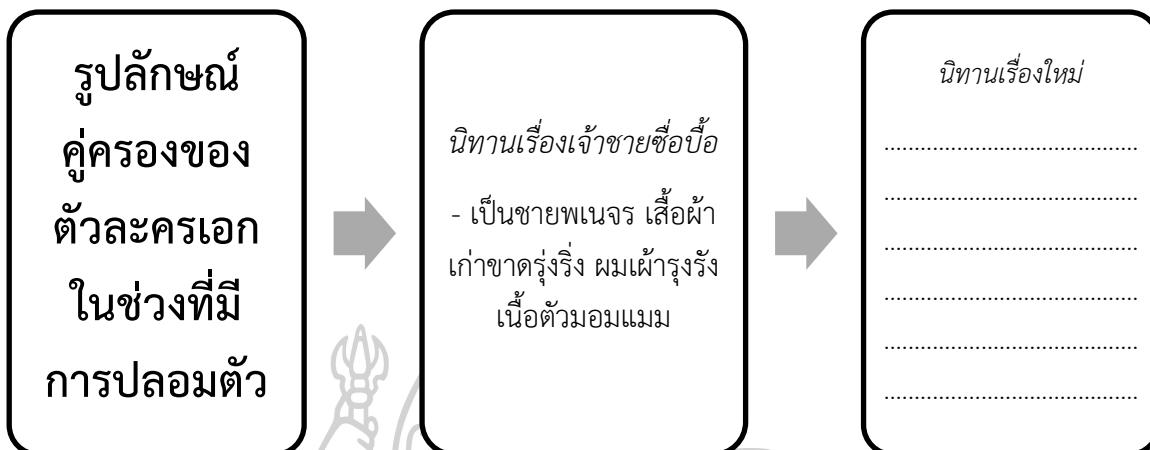 รูปลักษณ์
คู่ครองของ
ตัวละครเอก
ในช่วงที่มี
การปลอมตัว
นิทานเรื่องเจ้าชายซื่อบื้อ
- เป็นชายพเนจร เสื้อผ้า
เก่าขาดรุ่งริ่ง ผมเผ้ารุงรัง
เนื้อตัวมอมแมม
นิทานเรื่องใหม่
..........................................
..........................................
..........................................
..........................................
..........................................
..........................................